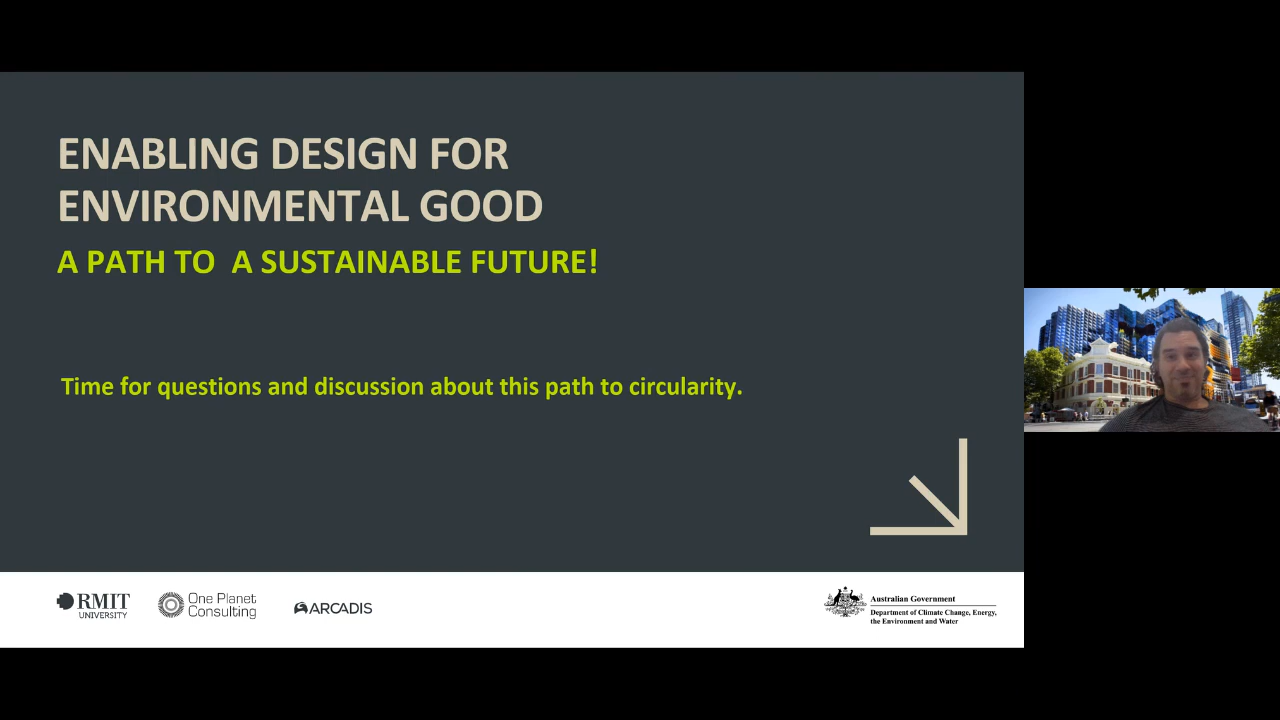 ENABLING DESIGN FOR
ENVIRONMENTAL GOOD
A PATH TO  A SUSTAINABLE FUTURE!
Time for questions and discussion about this path to circularity.
RMIT
UNIVERSITY
One Planet
Consulting
ARCADIS
Australian Government
Department of Climate Change, Energy,
the Environment and Water